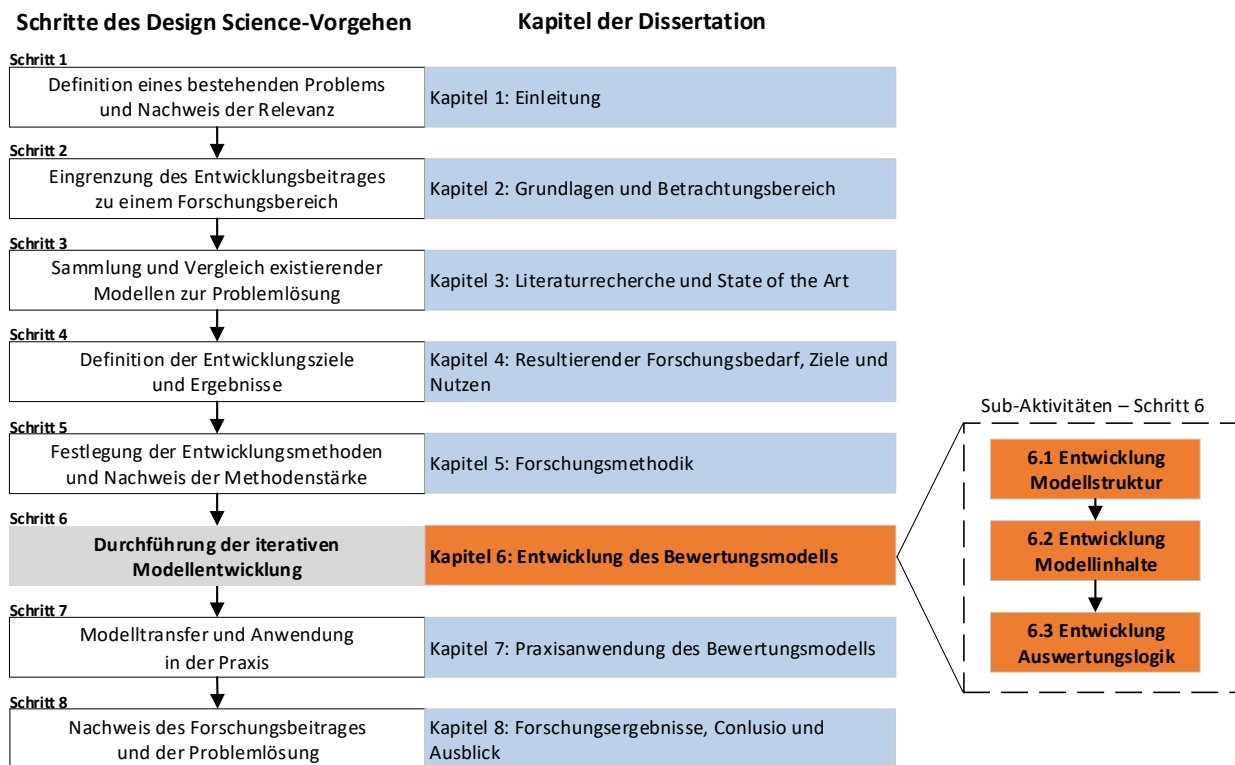 Schritte des Design Science-Vorgehen
Kapitel der Dissertation
Schritt 1
Definition eines bestehenden Problems
und Nachweis der Relevanz
Kapitel 1: Einleitung
Schritt 2
Eingrenzung des Entwicklungsbeitrages
zu einem Forschungsbereich
Kapitel 2: Grundlagen und Betrachtungsbereich
Schritt 3
Sammlung und Vergleich existierender
Modellen zur Problemlösung
Kapitel 3: Literaturrecherche und State of the Art
Schritt 4
Definition der Entwicklungsziele
und Ergebnisse
Kapitel 4: Resultierender Forschungsbedarf, Ziele und
Nutzen
Schritt 5
Festlegung der Entwicklungsmethoden
und Nachweis der Methodenstärke
Kapitel 5: Forschungsmethodik
Schritt 6
Durchführung der iterativen
Modellentwicklung
Kapitel 6: Entwicklung des Bewertungsmodells
Schritt 7
Modelltransfer und Anwendung
in der Praxis
Kapitel 7: Praxisanwendung des Bewertungsmodells
Schritt 8
Nachweis des Forschungsbeitrages
und der Problemlösung
Kapitel 8: Forschungsergebnisse, Conlusio und
Ausblick
Sub-Aktivitäten – Schritt 6
6.1 Entwicklung
Modellstruktur
6.2 Entwicklung
Modellinhalte
6.3 Entwicklung
Auswertungslogik